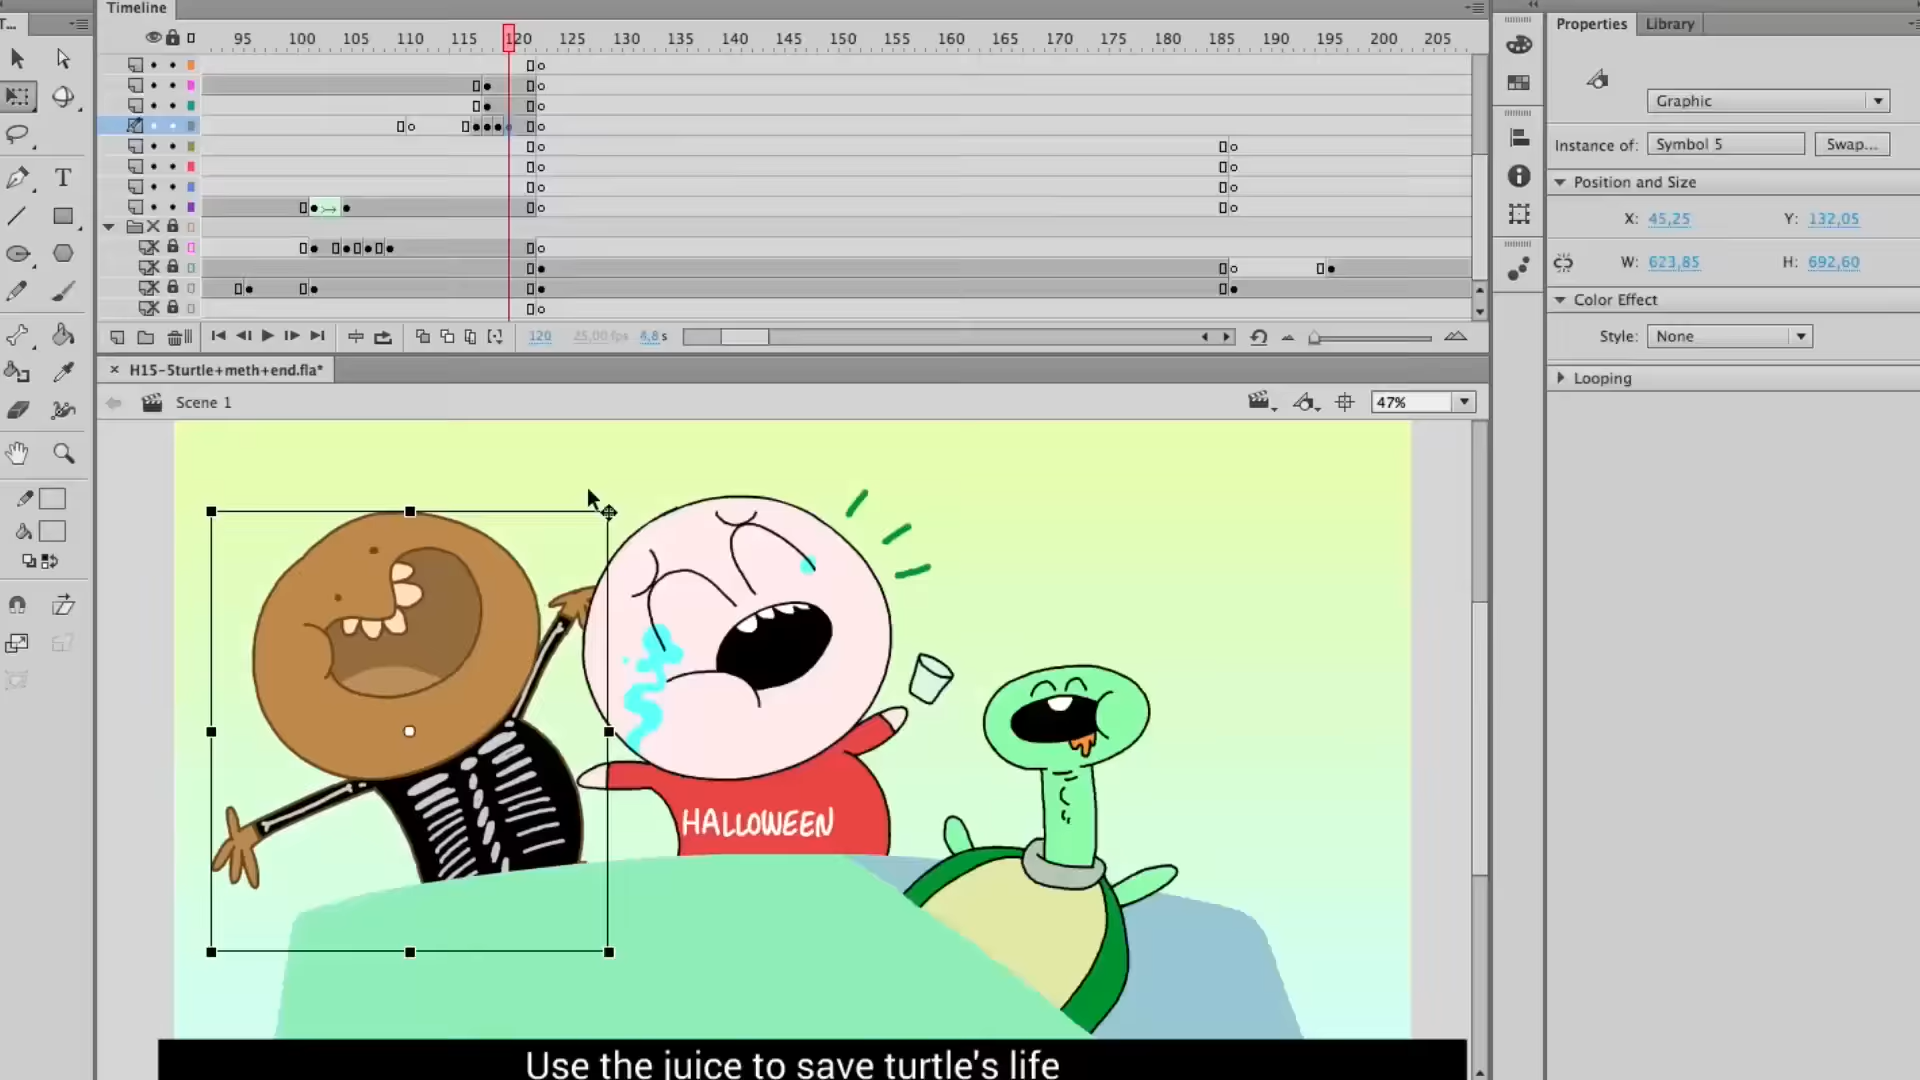 Timeline
T...
Properties Library
95 100 105 110 115 120 125 130 135 140 145 150 155 160 165 170 175 180 185 190 195 200 205
Graphic
Instance of: Symbol 5 Swap...
Position and Size
X: 45,25 Y: 132,05
W: 623,85 H: 692,60
Color Effect
Style: None
Looping
120 25,00 fps 4,8 s
H15-5turtle+meth+end.fla*
Scene 1
47%
T
HALLOWEEN
Use the juice to save turtle's life